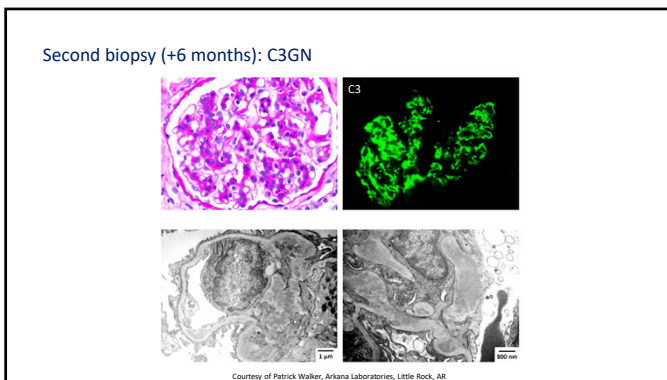 Second biopsy (+6 months): C3GN
C3
1 µm
800 nm
Courtesy of Patrick Walker, Arkana Laboratories, Little Rock, AR